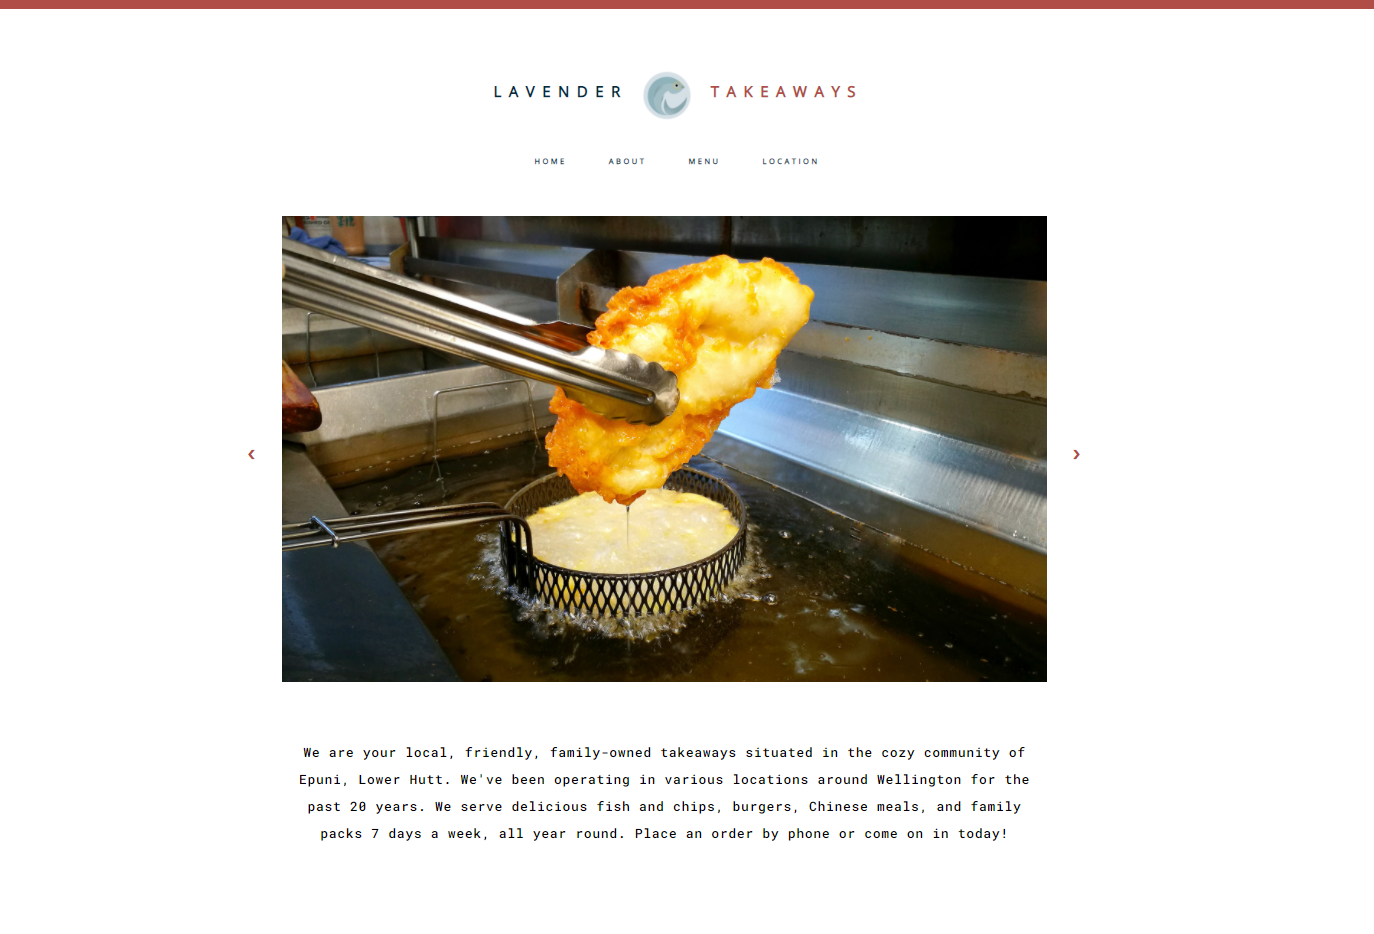 LAVENDER TAKEAWAYS
HOME ABOUT MENU LOCATION
We are your local, friendly, family-owned takeaways situated in the cozy community of
Epuni, Lower Hutt. We've been operating in various locations around Wellington for the
past 20 years. We serve delicious fish and chips, burgers, Chinese meals, and family
packs 7 days a week, all year round. Place an order by phone or come on in today!